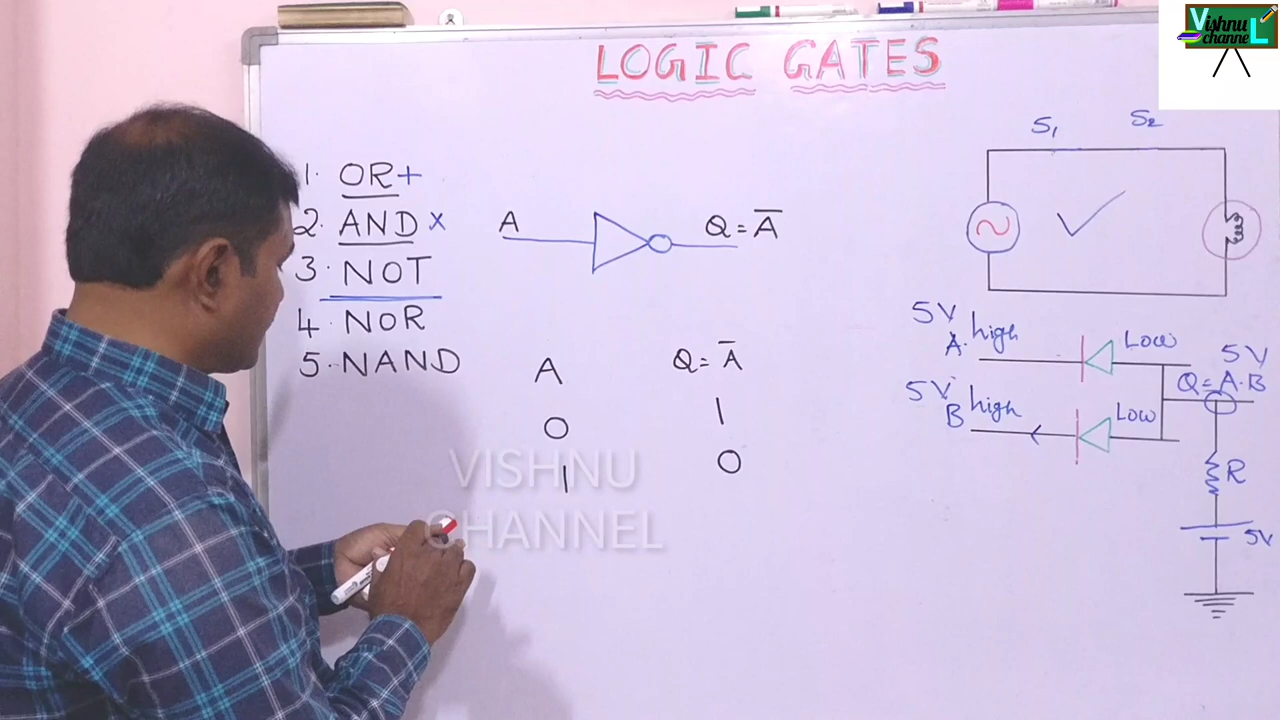 LOGIC GATES
Vishnu
channeL
1. OR+
2. AND x
3. NOT
4. NOR
5. NAND
A
Q = A̅
A Q = A̅
0 1
1 0
S₁ S₂
5V
A. high
Low
5V
Q = A·B
5V
B high
Low
R
5V
VISHNU
CHANNEL